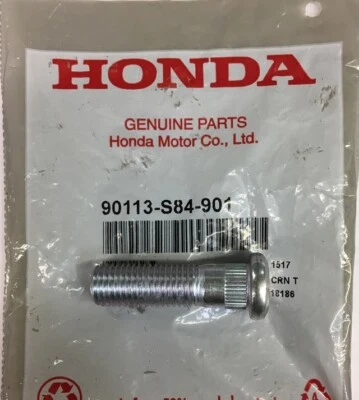 HONDA
GENUINE PARTS
Honda Motor Co., Ltd.
90113-S84-901
1517
CRN T
18186